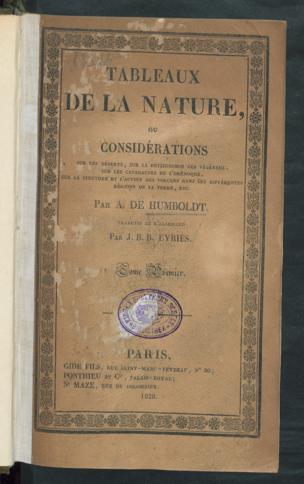 TABLEAUX
DE LA NATURE,
OU
CONSIDÉRATIONS
SUR LES DÉSERTS, SUR LA PHYSIONOMIE DES VÉGÉTAUX,
SUR LES CATARACTES DE L'ORÉNOQUE,
SUR LA STRUCTURE ET L'ACTION DES VOLCANS DANS LES DIFFÉRENTES
RÉGIONS DE LA TERRE, ETC.
PAR A. DE HUMBOLDT.
TRADUITS DE L'ALLEMAND
PAR J. B. B. EYRIÈS.
Tome Premier.
PARIS,
GIDE FILS, RUE SAINT-MARC-FEYDEAU, N° 20;
PONTHIEU ET Cie, PALAIS-ROYAL;
Ne MAZE, RUE DU COLOMBIER.
1828.